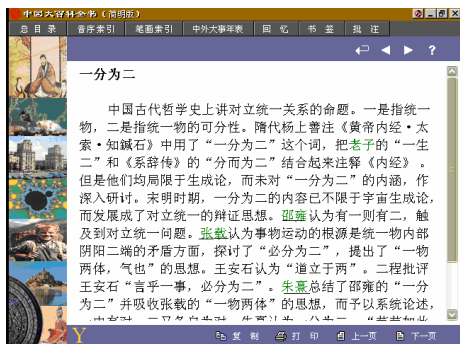 中国大百科全书(简明版)
总目录 音序索引 笔画索引 中外大事年表 回忆 书签 批注
一分为二
中国古代哲学史上讲对立统一关系的命题。一是指统一
物,二是指统一物的可分性。隋代杨上善注《黄帝内经·太
素·知鍼石》中用了“一分为二”这个词,把老子的“一生
二”和《系辞传》的“分而为二”结合起来注释《内经》。
但是他们均局限于生成论,而未对“一分为二”的内涵,作
深入研讨。宋明时期,一分为二的内容已不限于宇宙生成论,
而发展成了对立统一的辩证思想。邵雍认为有一则有二,触
及到对立统一问题。张载认为事物运动的根源是统一物内部
阴阳二端的矛盾方面,探讨了“必分为二”,提出了“一物
两体,气也”的思想。王安石认为“道立于两”。二程批评
王安石“言乎一事,必分为二”。朱熹总结了邵雍的“一分
为二”并吸收张载的“一物两体”的思想,而予以系统论述,
Y 复制 打印 上一页 下一页